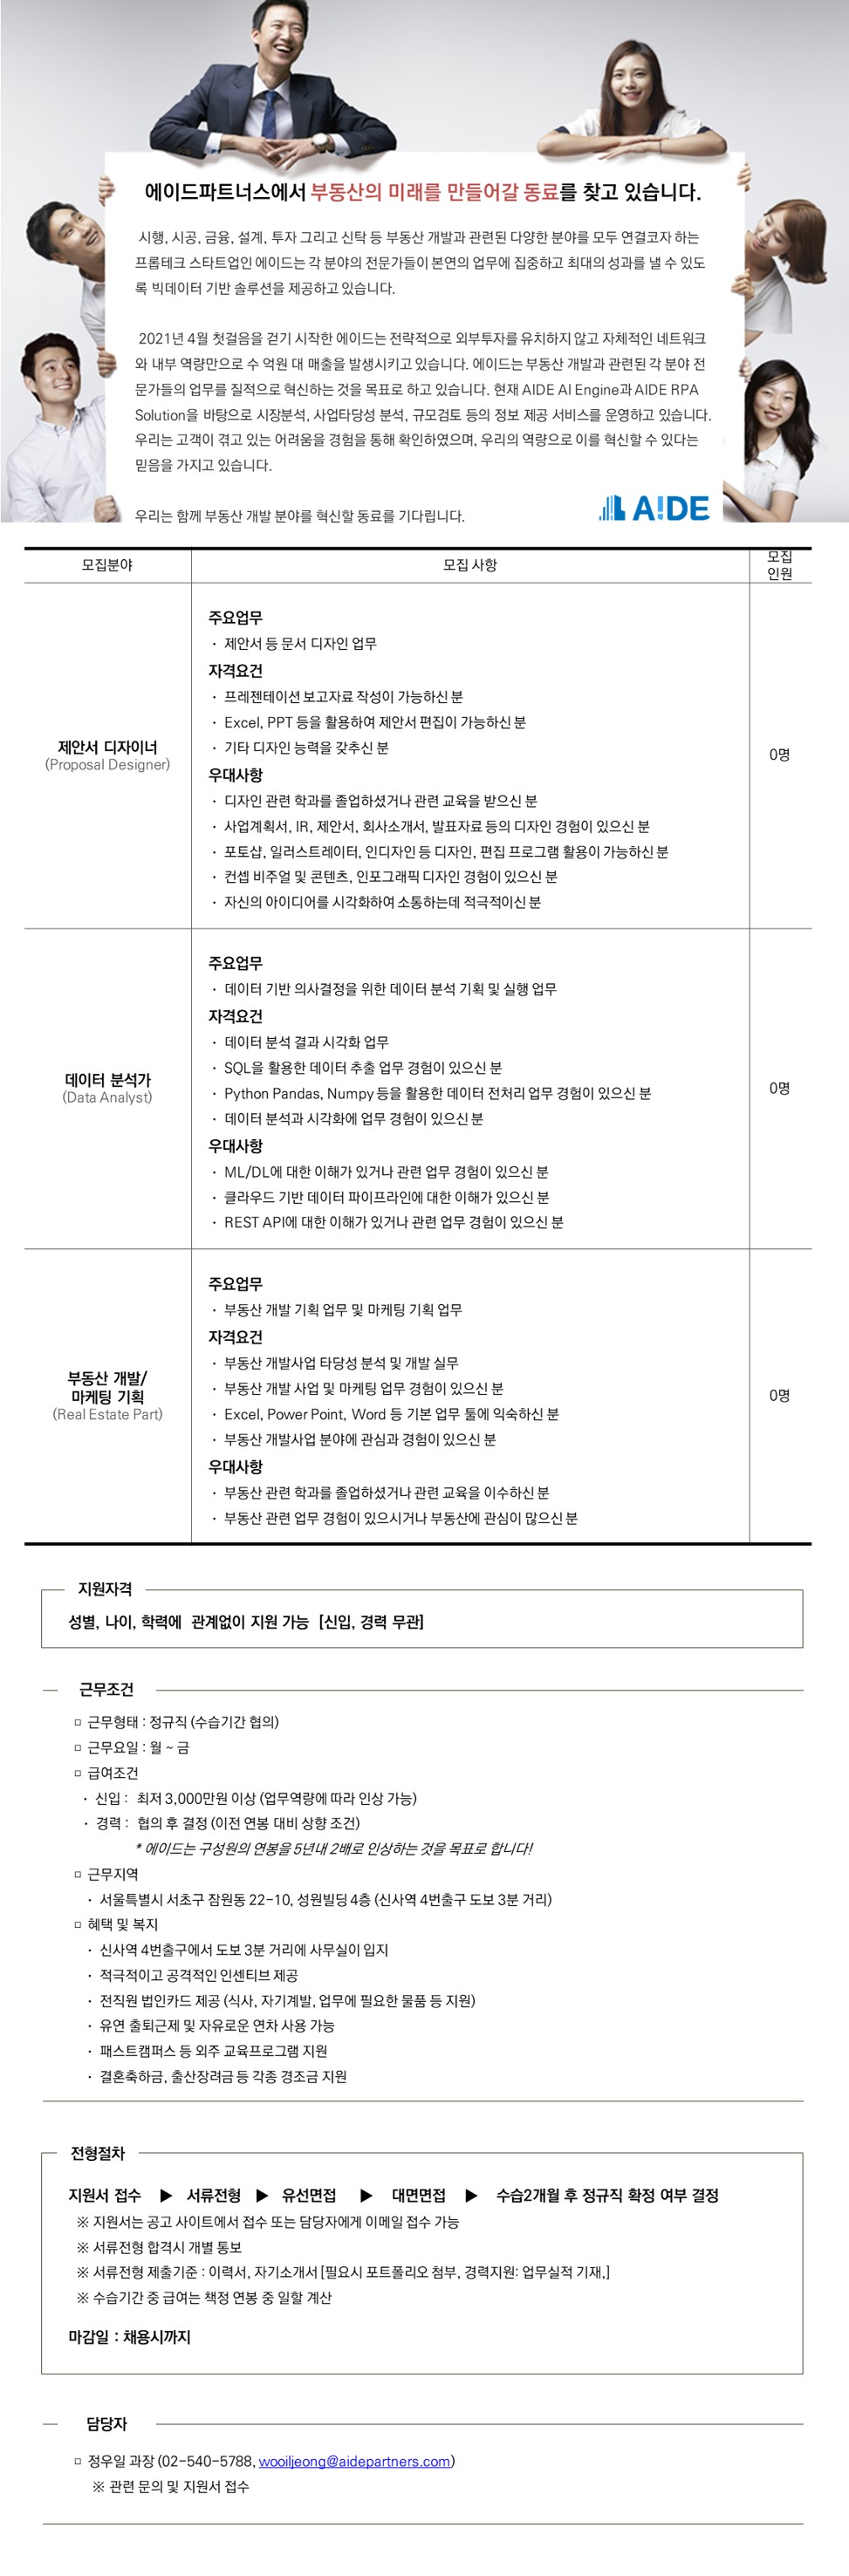 에이드파트너스에서 부동산의 미래를 만들어갈 동료를 찾고 있습니다.
시행, 시공, 금융, 설계, 투자 그리고 신탁 등 부동산 개발과 관련된 다양한 분야를 모두 연결코자 하는
프롭테크 스타트업인 에이드는 각 분야의 전문가들이 본연의 업무에 집중하고 최대의 성과를 낼 수 있도
록 빅데이터 기반 솔루션을 제공하고 있습니다.
2021년 4월 첫걸음을 걷기 시작한 에이드는 전략적으로 외부투자를 유치하지 않고 자체적인 네트워크
와 내부 역량만으로 수 억원 대 매출을 발생시키고 있습니다. 에이드는 부동산 개발과 관련된 각 분야 전
문가들의 업무를 질적으로 혁신하는 것을 목표로 하고 있습니다. 현재 AIDE AI Engine과 AIDE RPA
Solution을 바탕으로 시장분석, 사업타당성 분석, 규모검토 등의 정보 제공 서비스를 운영하고 있습니다.
우리는 고객이 겪고 있는 어려움을 경험을 통해 확인하였으며, 우리의 역량으로 이를 혁신할 수 있다는
믿음을 가지고 있습니다.
우리는 함께 부동산 개발 분야를 혁신할 동료를 기다립니다.
A!DE
모집분야
모집 사항
모집
인원
제안서 디자이너
(Proposal Designer)
주요업무
· 제안서 등 문서 디자인 업무
자격요건
· 프레젠테이션 보고자료 작성이 가능하신 분
· Excel, PPT 등을 활용하여 제안서 편집이 가능하신 분
· 기타 디자인 능력을 갖추신 분
우대사항
· 디자인 관련 학과를 졸업하셨거나 관련 교육을 받으신 분
· 사업계획서, IR, 제안서, 회사소개서, 발표자료 등의 디자인 경험이 있으신 분
· 포토샵, 일러스트레이터, 인디자인 등 디자인, 편집 프로그램 활용이 가능하신 분
· 컨셉 비주얼 및 콘텐츠, 인포그래픽 디자인 경험이 있으신 분
· 자신의 아이디어를 시각화하여 소통하는데 적극적이신 분
0명
데이터 분석가
(Data Analyst)
주요업무
· 데이터 기반 의사결정을 위한 데이터 분석 기획 및 실행 업무
자격요건
· 데이터 분석 결과 시각화 업무
· SQL을 활용한 데이터 추출 업무 경험이 있으신 분
· Python Pandas, Numpy 등을 활용한 데이터 전처리 업무 경험이 있으신 분
· 데이터 분석과 시각화에 업무 경험이 있으신 분
우대사항
· ML/DL에 대한 이해가 있거나 관련 업무 경험이 있으신 분
· 클라우드 기반 데이터 파이프라인에 대한 이해가 있으신 분
· REST API에 대한 이해가 있거나 관련 업무 경험이 있으신 분
0명
부동산 개발/
마케팅 기획
(Real Estate Part)
주요업무
· 부동산 개발 기획 업무 및 마케팅 기획 업무
자격요건
· 부동산 개발사업 타당성 분석 및 개발 실무
· 부동산 개발 사업 및 마케팅 업무 경험이 있으신 분
· Excel, Power Point, Word 등 기본 업무 툴에 익숙하신 분
· 부동산 개발사업 분야에 관심과 경험이 있으신 분
우대사항
· 부동산 관련 학과를 졸업하셨거나 관련 교육을 이수하신 분
· 부동산 관련 업무 경험이 있으시거나 부동산에 관심이 많으신 분
0명
지원자격
성별, 나이, 학력에 관계없이 지원 가능 [신입, 경력 무관]
근무조건
□ 근무형태 : 정규직 (수습기간 협의)
□ 근무요일 : 월 ~ 금
□ 급여조건
· 신입 : 최저 3,000만원 이상 (업무역량에 따라 인상 가능)
· 경력 : 협의 후 결정 (이전 연봉 대비 상향 조건)
* 에이드는 구성원의 연봉을 5년내 2배로 인상하는 것을 목표로 합니다!
□ 근무지역
· 서울특별시 서초구 잠원동 22-10, 성원빌딩 4층 (신사역 4번출구 도보 3분 거리)
□ 혜택 및 복지
· 신사역 4번출구에서 도보 3분 거리에 사무실이 입지
· 적극적이고 공격적인 인센티브 제공
· 전직원 법인카드 제공 (식사, 자기계발, 업무에 필요한 물품 등 지원)
· 유연 출퇴근제 및 자유로운 연차 사용 가능
· 패스트캠퍼스 등 외주 교육프로그램 지원
· 결혼축하금, 출산장려금 등 각종 경조금 지원
전형절차
지원서 접수 ▶ 서류전형 ▶ 유선면접 ▶ 대면면접 ▶ 수습2개월 후 정규직 확정 여부 결정
※ 지원서는 공고 사이트에서 접수 또는 담당자에게 이메일 접수 가능
※ 서류전형 합격시 개별 통보
※ 서류전형 제출기준 : 이력서, 자기소개서 [필요시 포트폴리오 첨부, 경력지원: 업무실적 기재,]
※ 수습기간 중 급여는 책정 연봉 중 일할 계산
마감일 : 채용시까지
담당자
□ 정우일 과장 (02-540-5788, wooiljeong@aidepartners.com)
※ 관련 문의 및 지원서 접수